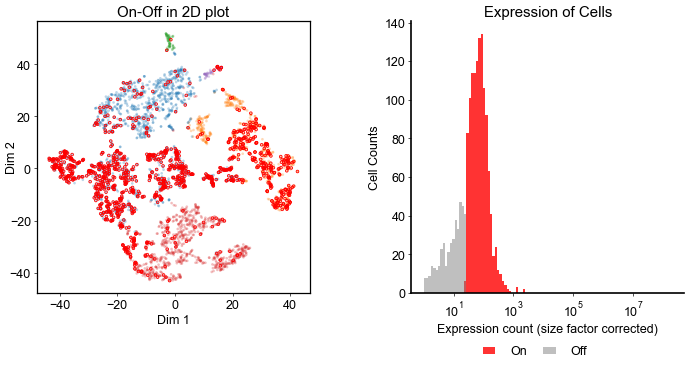 On-Off in 2D plot
Dim 2
40
20
0
−20
−40
−40 −20 0 20 40
Dim 1
Expression of Cells
Cell Counts
140
120
100
80
60
40
20
0
10^1 10^3 10^5 10^7
Expression count (size factor corrected)
On Off